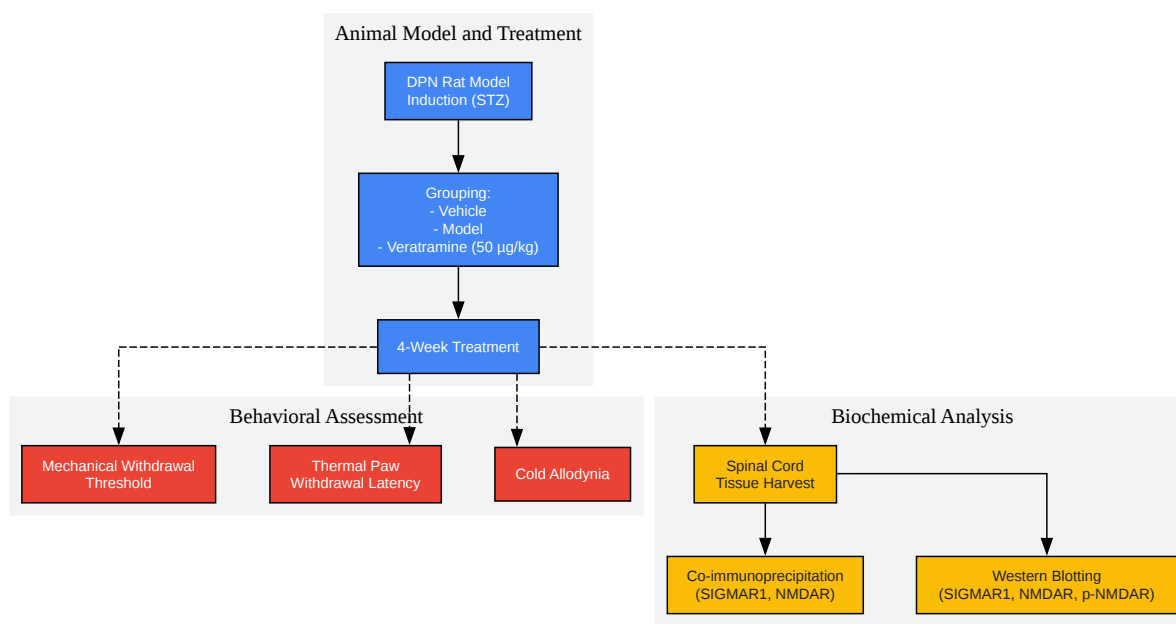 Animal Model and Treatment
DPN Rat Model
Induction (STZ)
Grouping:
- Vehicle
- Model
- Veratramine (50 µg/kg)
4-Week Treatment
Behavioral Assessment
Mechanical Withdrawal
Threshold
Thermal Paw
Withdrawal Latency
Cold Allodynia
Biochemical Analysis
Spinal Cord
Tissue Harvest
Co-immunoprecipitation
(SIGMAR1, NMDAR)
Western Blotting
(SIGMAR1, NMDAR, p-NMDAR)